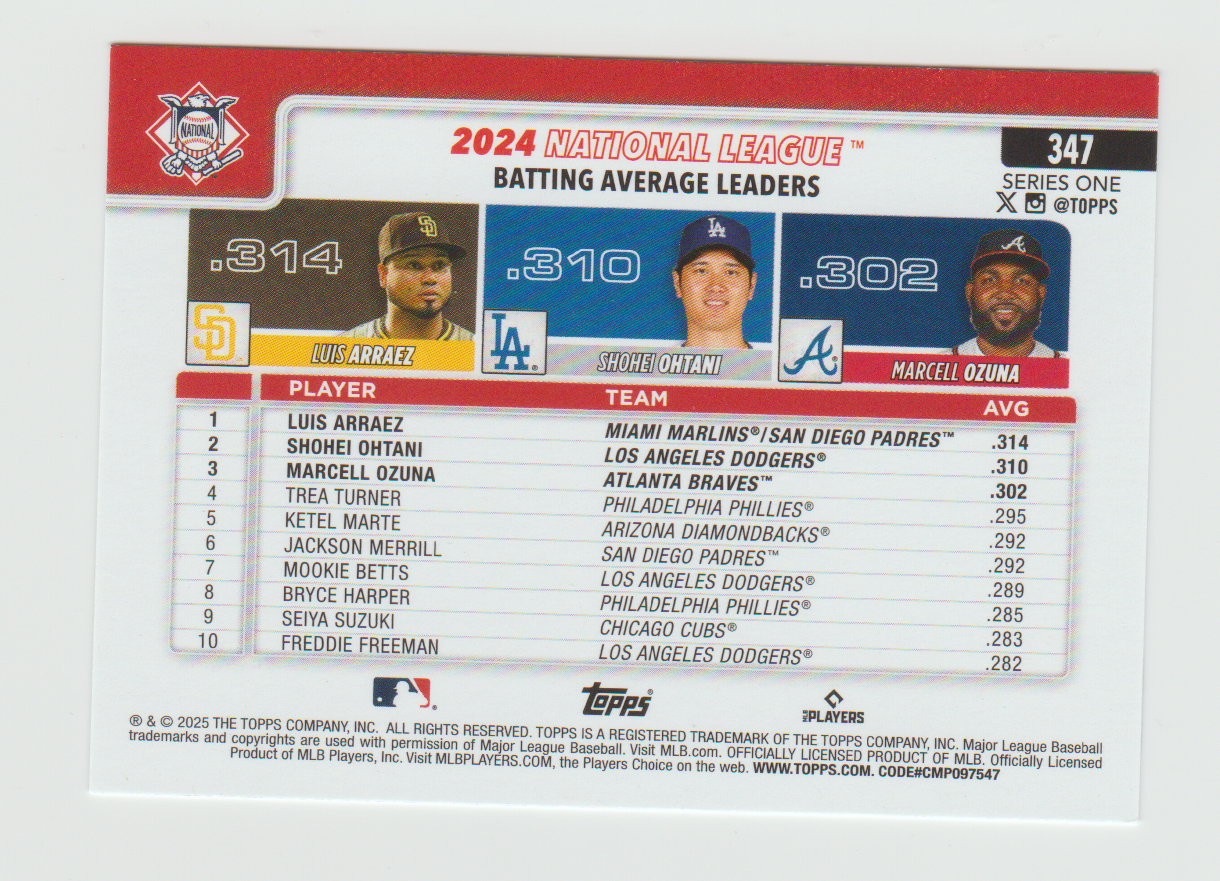 NATIONAL
2024 NATIONAL LEAGUE™
BATTING AVERAGE LEADERS
347
SERIES ONE
X @TOPPS
.314
SD
SD
LUIS ARRAEZ
.310
LA
LA®
SHOHEI OHTANI
.302
A
A®
MARCELL OZUNA
PLAYER TEAM AVG
1 LUIS ARRAEZ MIAMI MARLINS®/SAN DIEGO PADRES™ .314
2 SHOHEI OHTANI LOS ANGELES DODGERS® .310
3 MARCELL OZUNA ATLANTA BRAVES™ .302
4 TREA TURNER PHILADELPHIA PHILLIES® .295
5 KETEL MARTE ARIZONA DIAMONDBACKS® .292
6 JACKSON MERRILL SAN DIEGO PADRES™ .292
7 MOOKIE BETTS LOS ANGELES DODGERS® .289
8 BRYCE HARPER PHILADELPHIA PHILLIES® .285
9 SEIYA SUZUKI CHICAGO CUBS® .283
10 FREDDIE FREEMAN LOS ANGELES DODGERS® .282
Topps® MLB PLAYERS
® & © 2025 THE TOPPS COMPANY, INC. ALL RIGHTS RESERVED. TOPPS IS A REGISTERED TRADEMARK OF THE TOPPS COMPANY, INC. Major League Baseball
trademarks and copyrights are used with permission of Major League Baseball. Visit MLB.com. OFFICIALLY LICENSED PRODUCT OF MLB. Officially Licensed
Product of MLB Players, Inc. Visit MLBPLAYERS.COM, the Players Choice on the web. WWW.TOPPS.COM. CODE#CMP097547